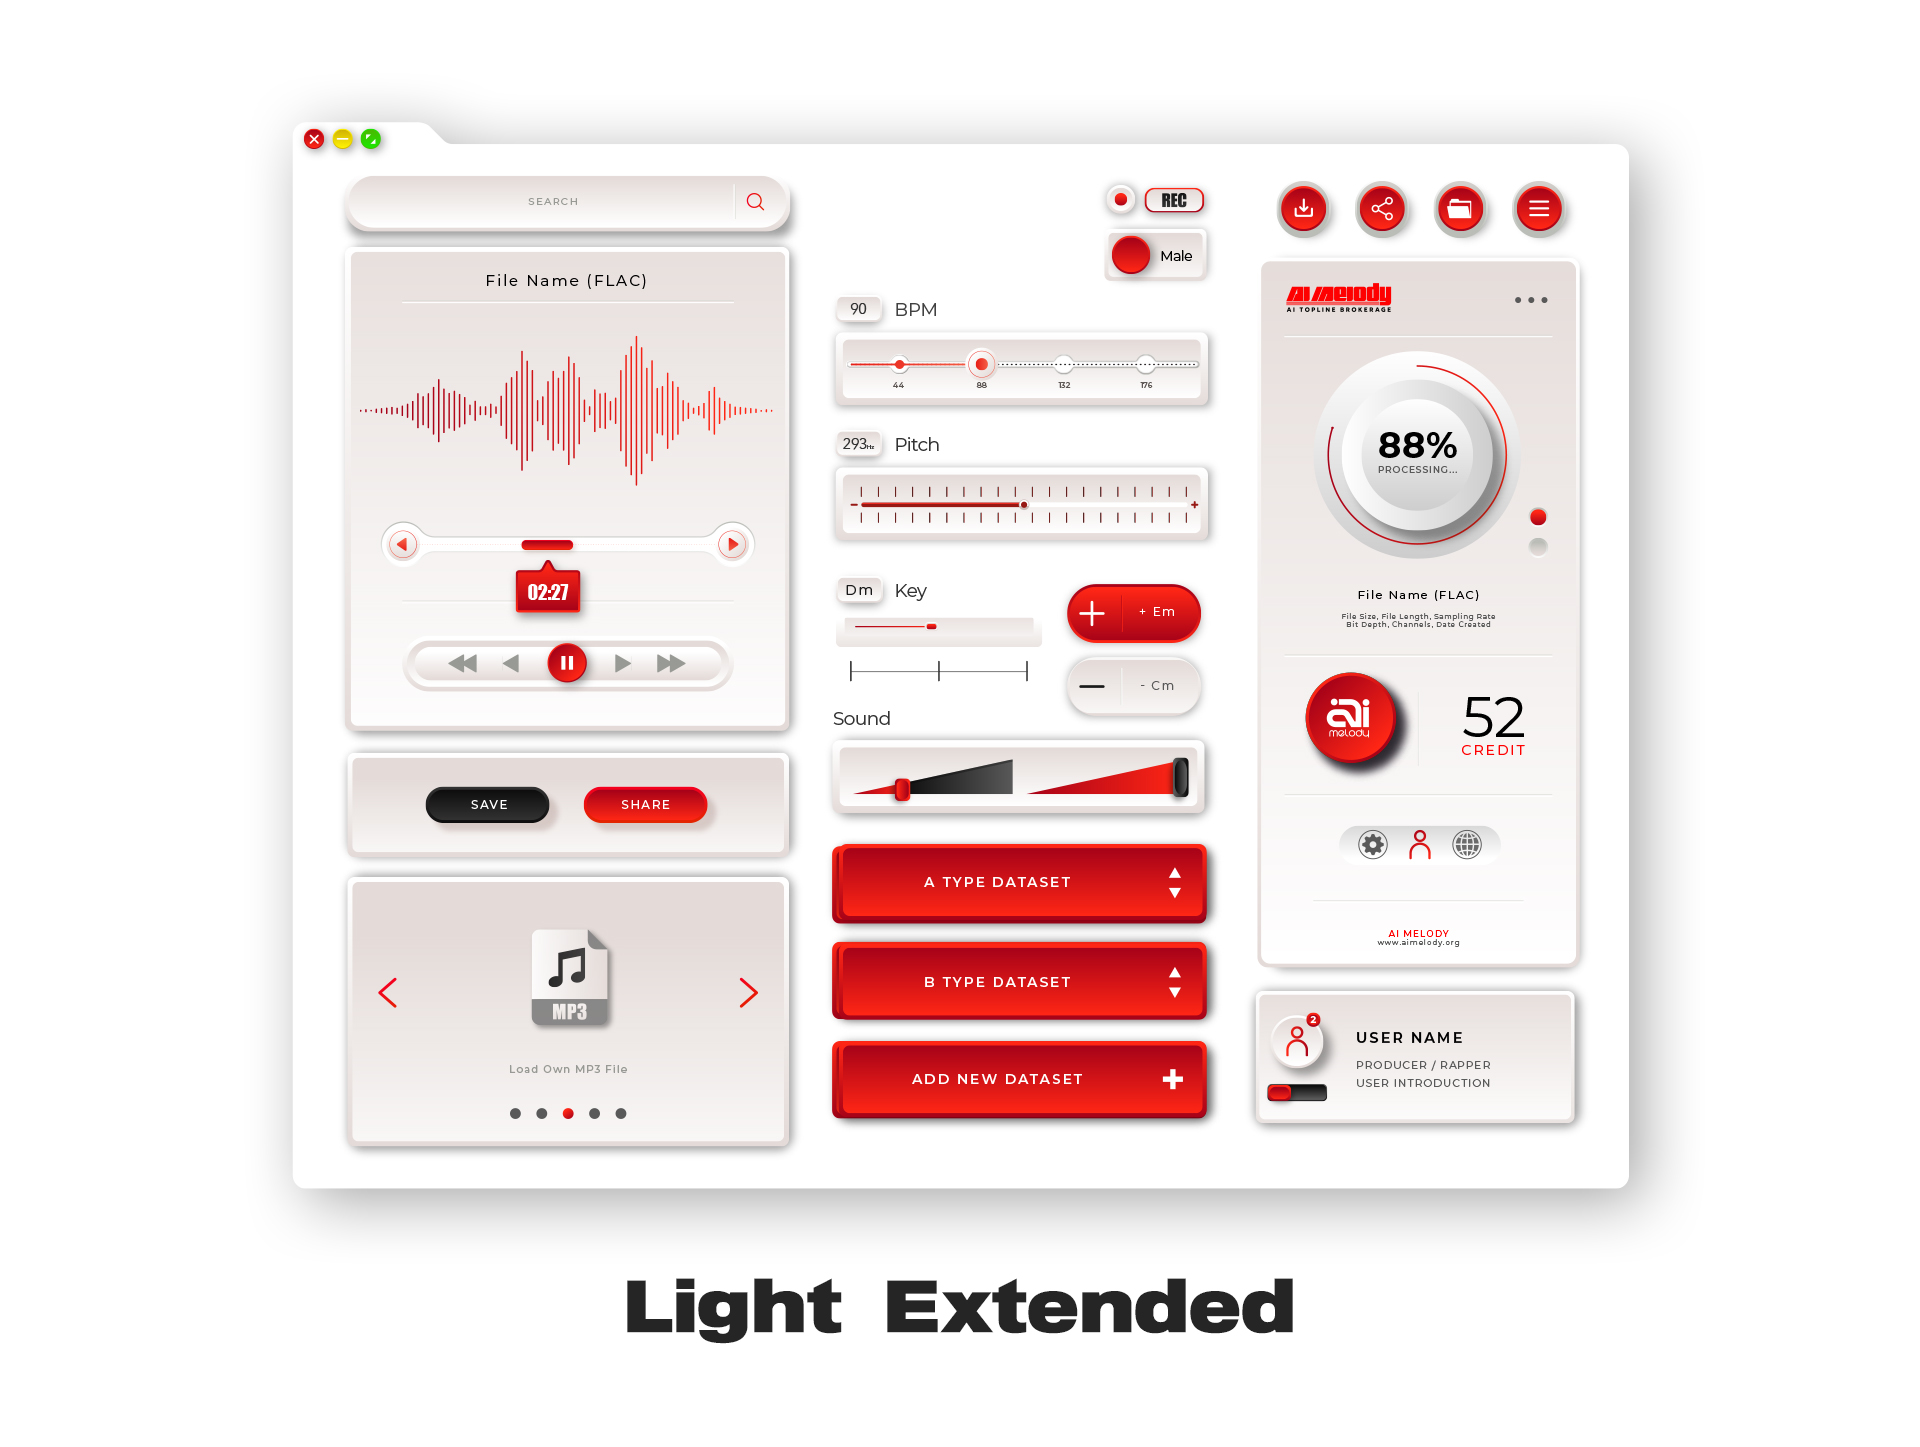 SEARCH
File Name (FLAC)
02:27
SAVE
SHARE
MP3
Load Own MP3 File
REC
Male
90
BPM
44
88
132
176
293Hz
Pitch
Dm
Key
+ Em
- Cm
Sound
A TYPE DATASET
B TYPE DATASET
ADD NEW DATASET
AI Melody
AI TOPLINE BROKERAGE
88%
PROCESSING...
File Name (FLAC)
File Size, File Length, Sampling Rate
Bit Depth, Channels, Date Created
ai
melody
52
CREDIT
AI MELODY
www.aimelody.org
2
USER NAME
PRODUCER / RAPPER
USER INTRODUCTION
Light Extended